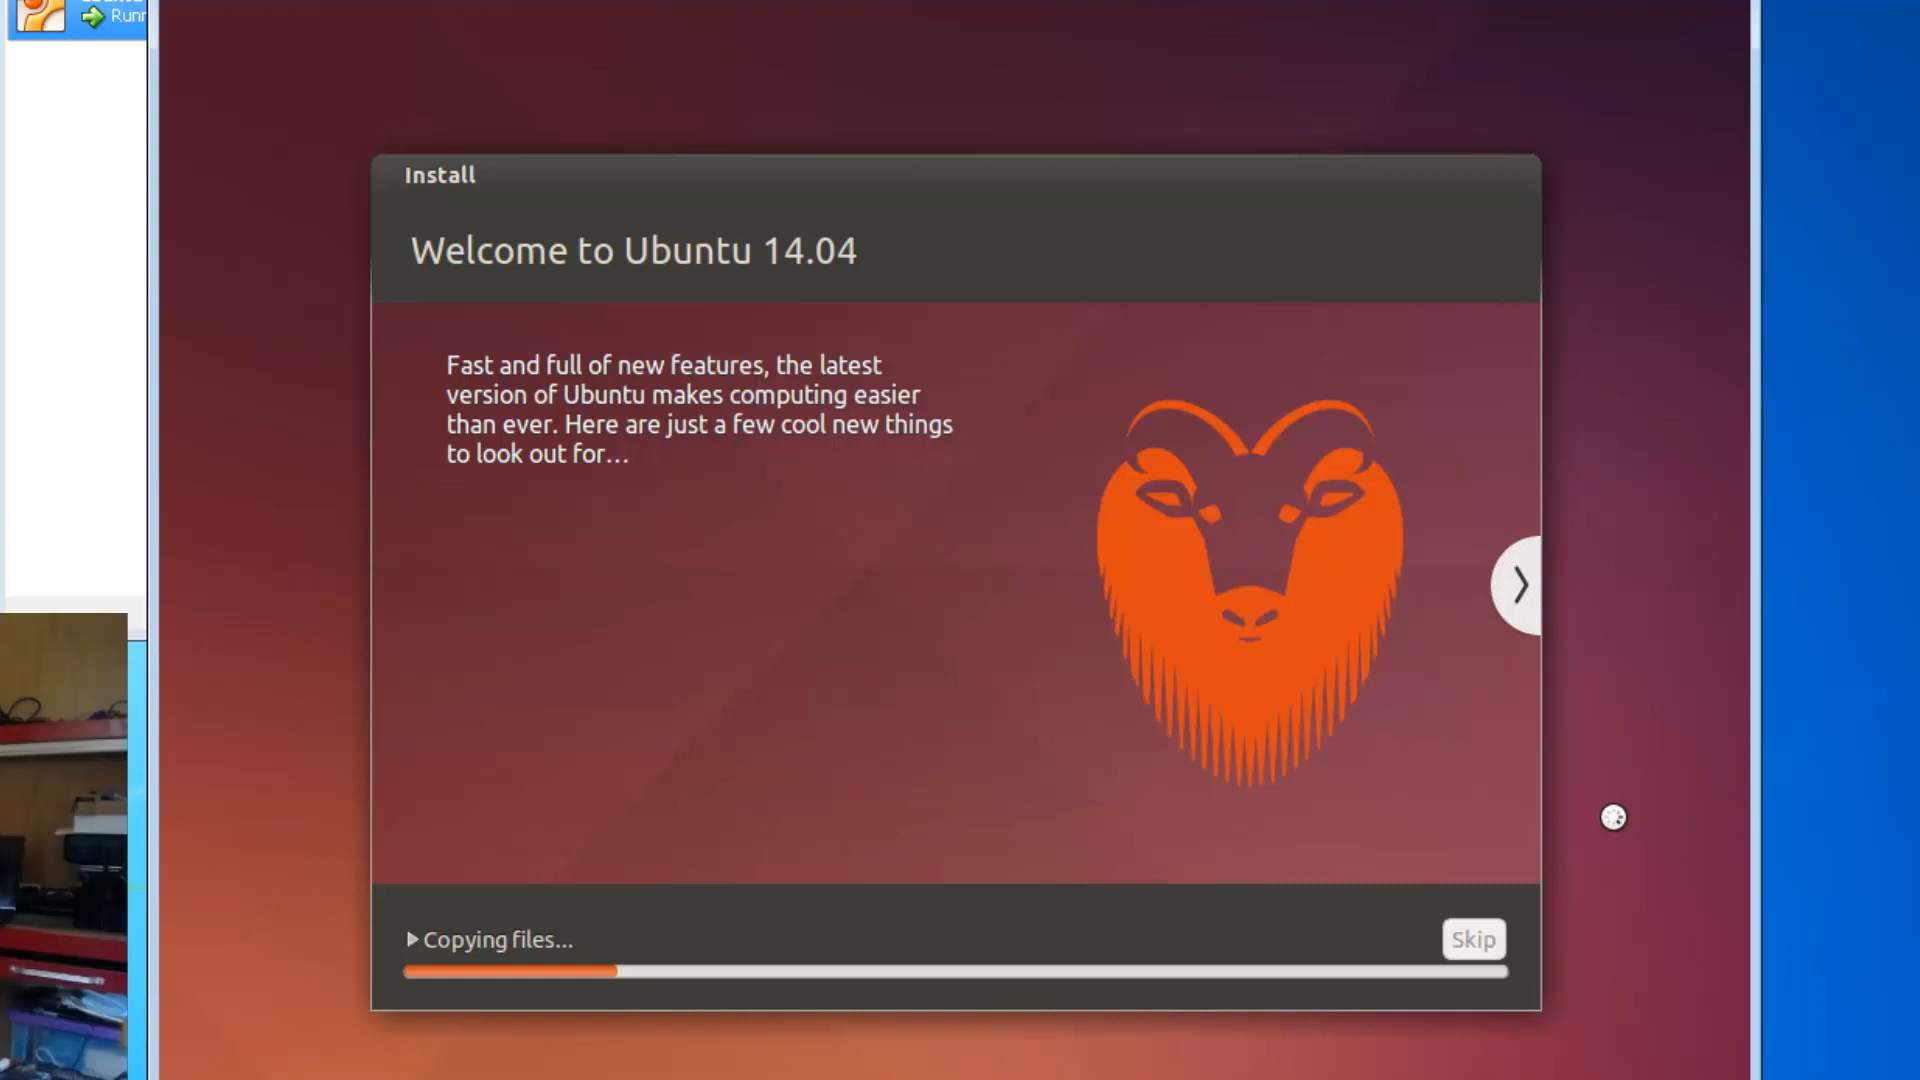 Install
Welcome to Ubuntu 14.04
Fast and full of new features, the latest
version of Ubuntu makes computing easier
than ever. Here are just a few cool new things
to look out for...
Copying files...
Skip